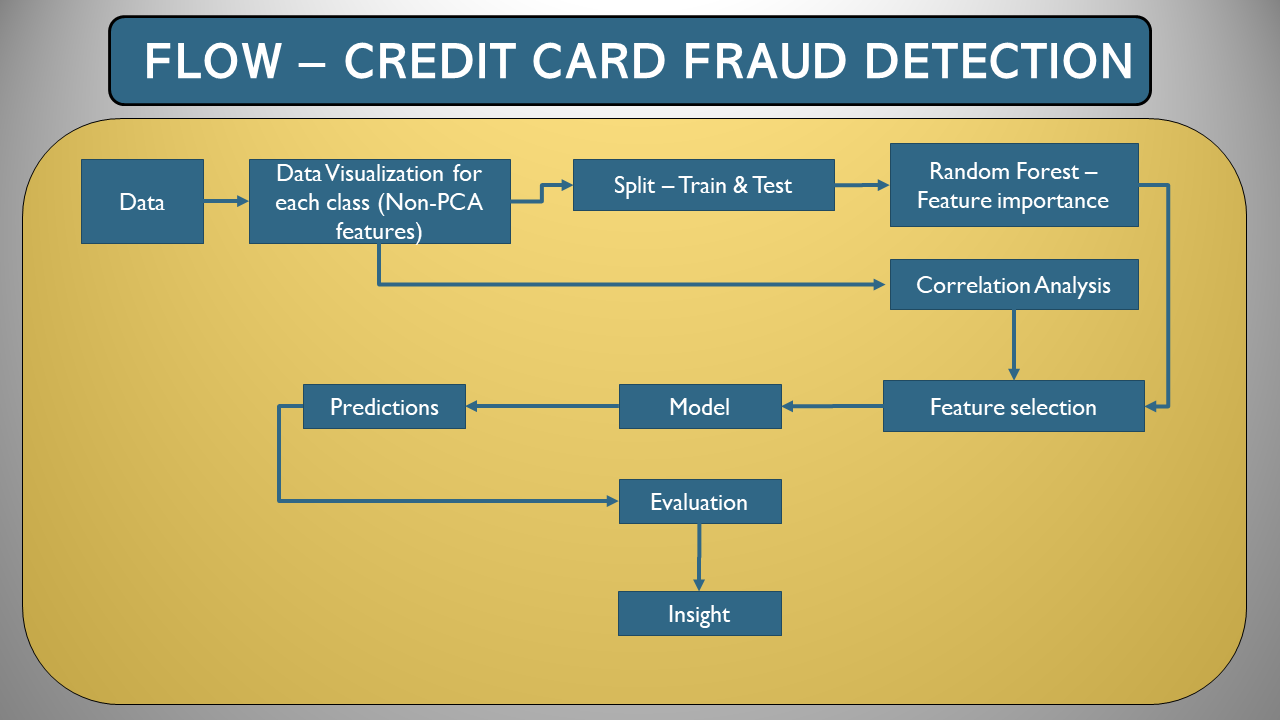 FLOW – CREDIT CARD FRAUD DETECTION
Data
Data Visualization for
each class (Non-PCA
features)
Split – Train & Test
Random Forest –
Feature importance
Correlation Analysis
Feature selection
Model
Predictions
Evaluation
Insight